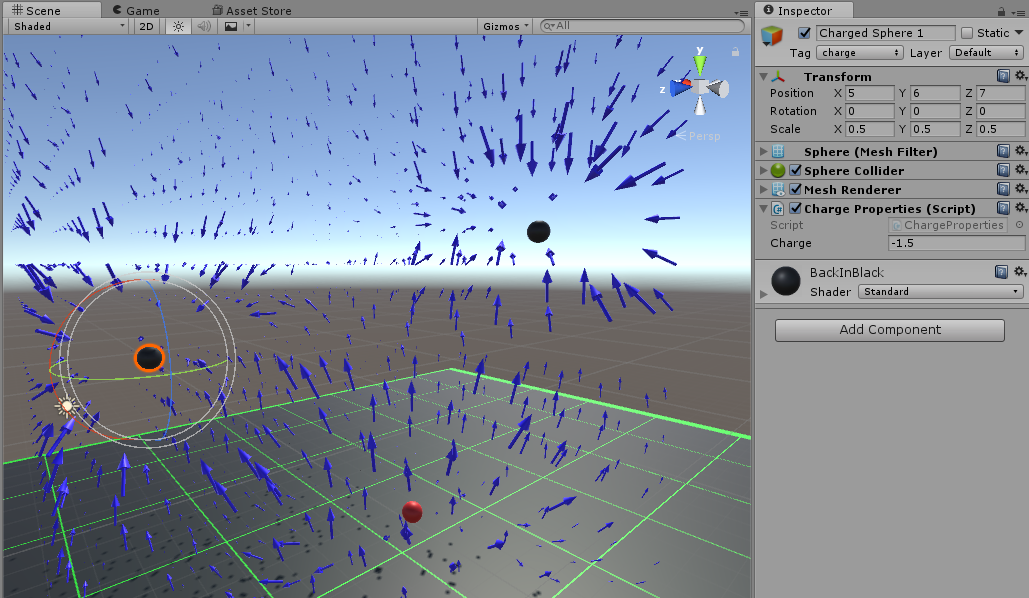 Scene
Game
Asset Store
Shaded
2D
Gizmos
All
y
z
Persp
Inspector
Charged Sphere 1
Static
Tag charge Layer Default
Transform
Position X 5 Y 6 Z 7
Rotation X 0 Y 0 Z 0
Scale X 0.5 Y 0.5 Z 0.5
Sphere (Mesh Filter)
Sphere Collider
Mesh Renderer
Charge Properties (Script)
Script ChargeProperties
Charge -1.5
BackInBlack
Shader Standard
Add Component